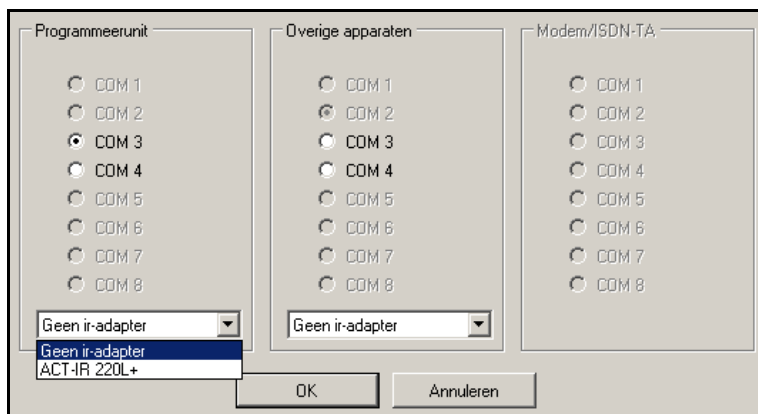 Programmeerunit
COM 1
COM 2
COM 3
COM 4
COM 5
COM 6
COM 7
COM 8
Geen ir-adapter
Geen ir-adapter
ACT-IR 220L+
Overige apparaten
COM 1
COM 2
COM 3
COM 4
COM 5
COM 6
COM 7
COM 8
Geen ir-adapter
Modem/ISDN-TA
COM 1
COM 2
COM 3
COM 4
COM 5
COM 6
COM 7
COM 8
OK
Annuleren